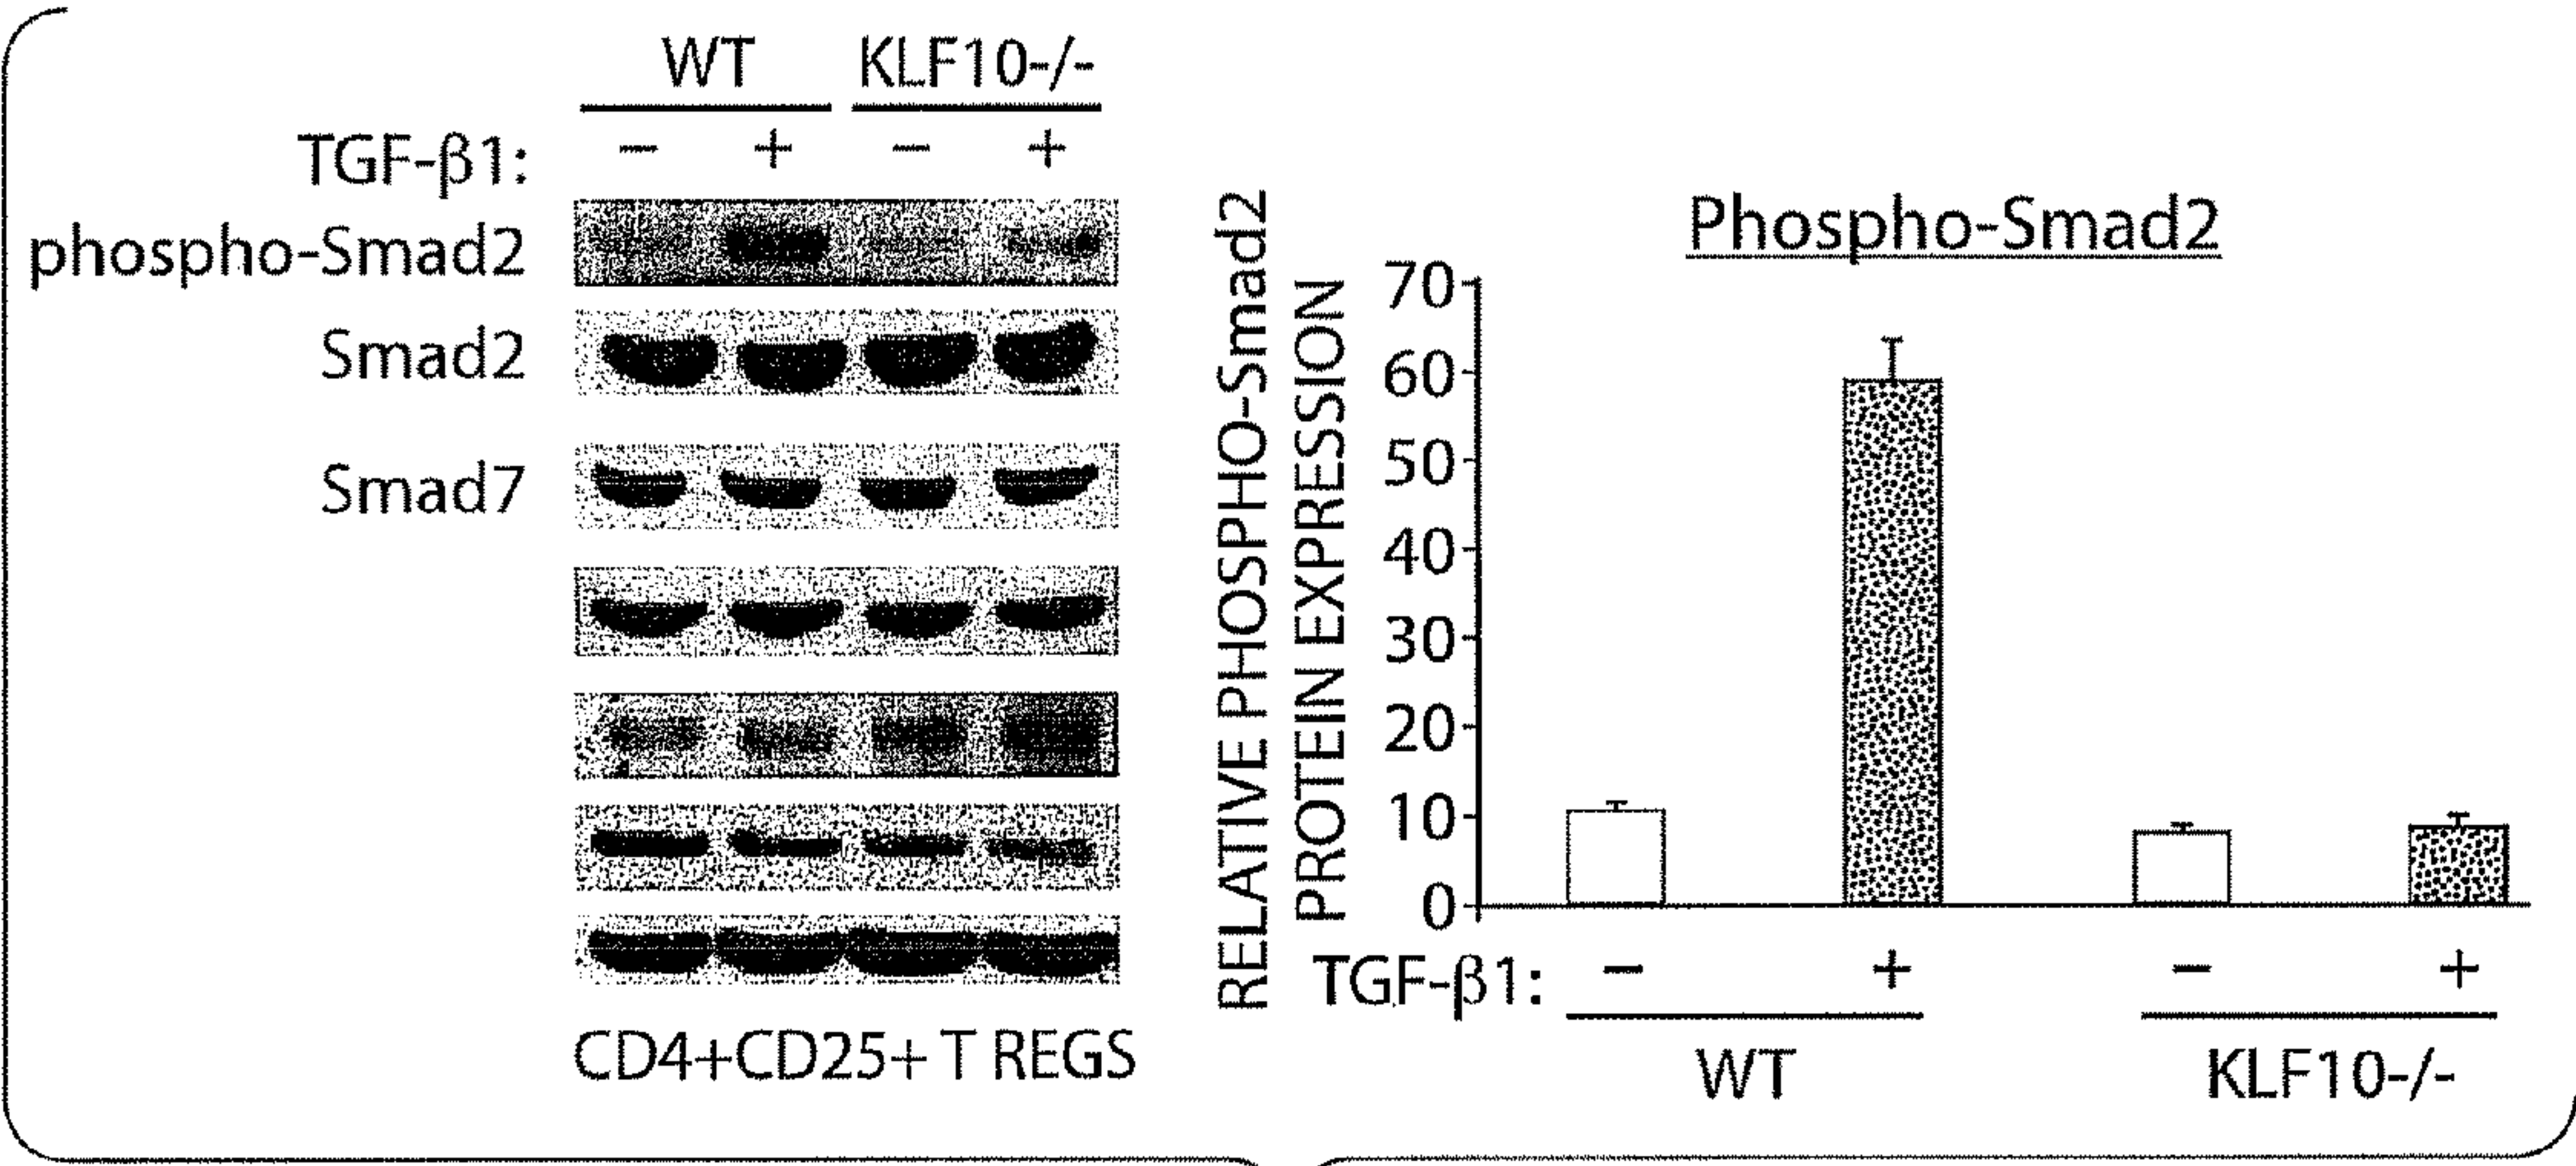 WT KLF10-/-
TGF-β1: − + − +
phospho-Smad2
Smad2
Smad7
CD4+CD25+ T REGS
RELATIVE PHOSPHO-Smad2
PROTEIN EXPRESSION
Phospho-Smad2
70
60
50
40
30
20
10
0
TGF-β1: − + − +
WT KLF10-/-